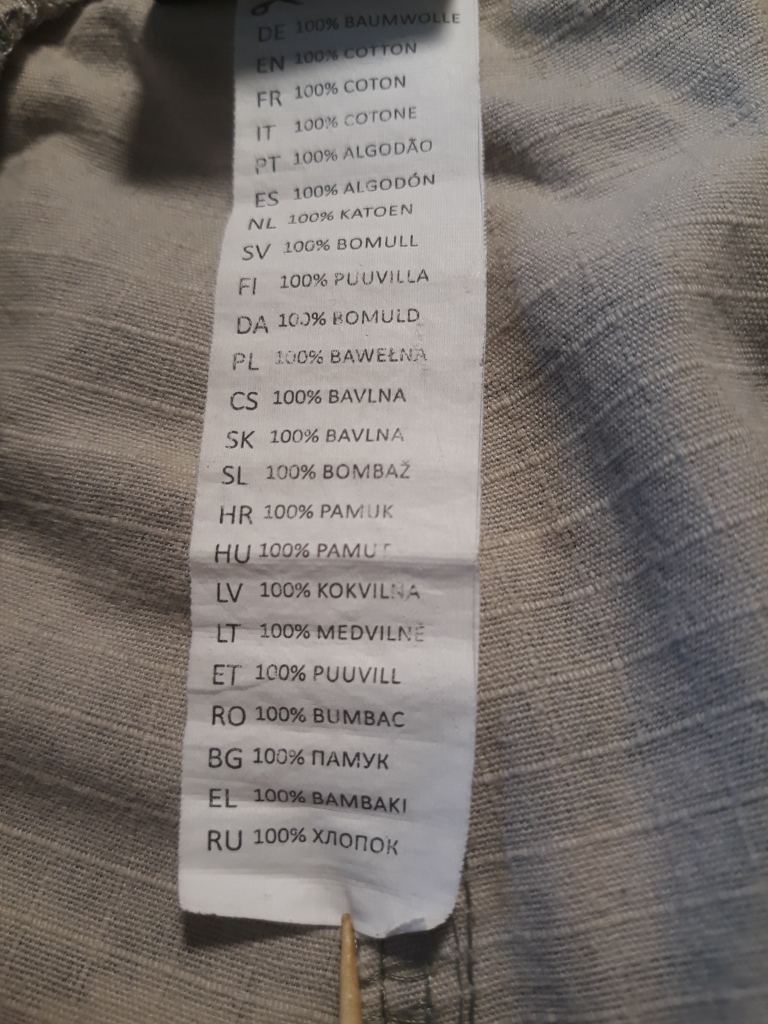 DE 100% BAUMWOLLE
EN 100% COTTON
FR 100% COTON
IT 100% COTONE
PT 100% ALGODÃO
ES 100% ALGODÓN
NL 100% KATOEN
SV 100% BOMULL
FI 100% PUUVILLA
DA 100% BOMULD
PL 100% BAWEŁNA
CS 100% BAVLNA
SK 100% BAVLNA
SL 100% BOMBAŽ
HR 100% PAMUK
HU 100% PAMUT
LV 100% KOKVILNA
LT 100% MEDVILNĖ
ET 100% PUUVILL
RO 100% BUMBAC
BG 100% ПАМУК
EL 100% BAMBAKI
RU 100% ХЛОПОК